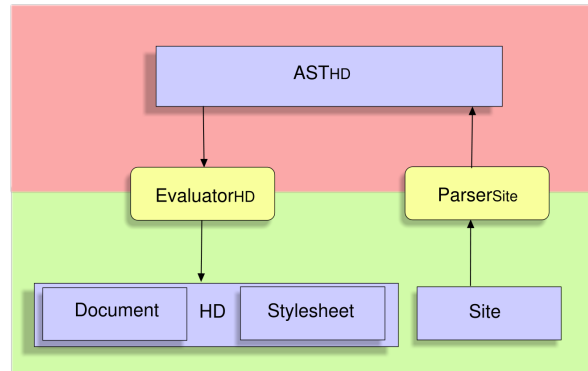 ASTHD
EvaluatorHD
ParserSite
Document HD Stylesheet Site